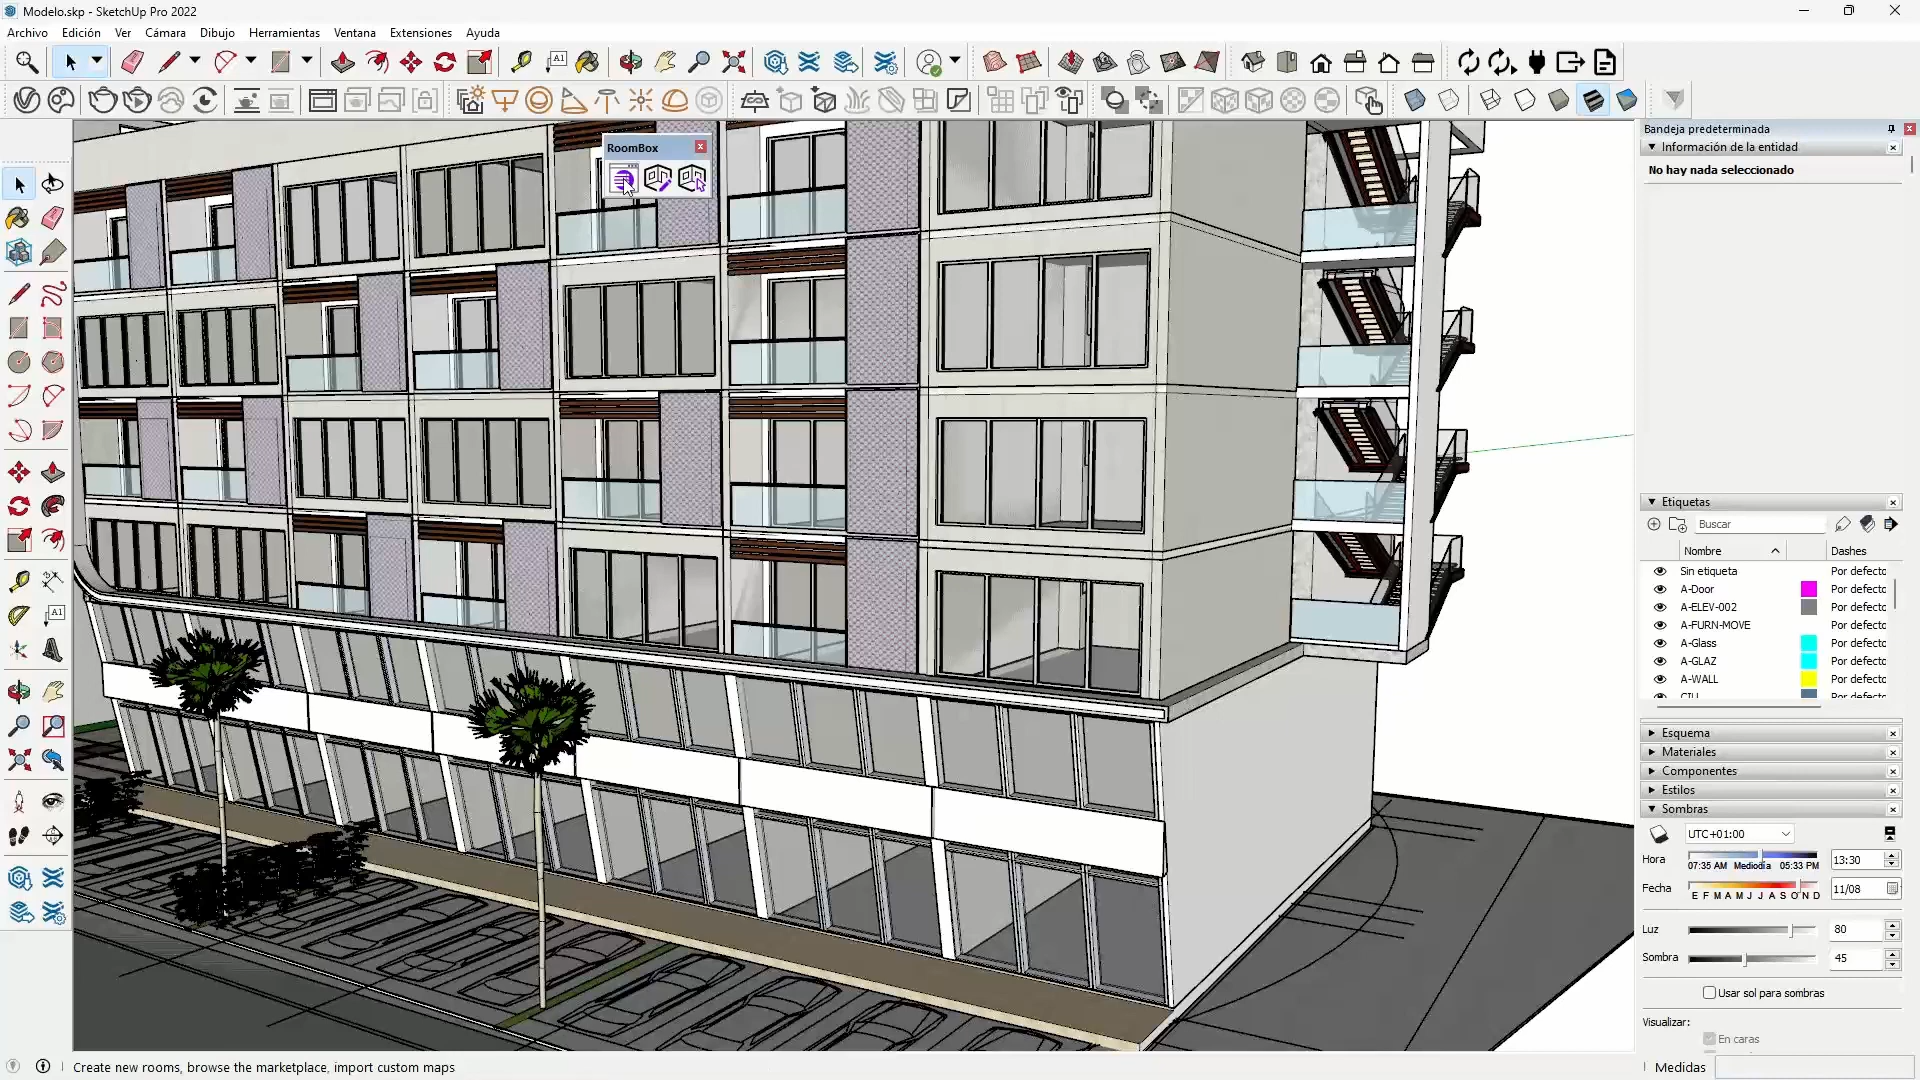 Modelo.skp - SketchUp Pro 2022
Archivo Edición Ver Cámara Dibujo Herramientas Ventana Extensiones Ayuda
A1
RoomBox
A1
Bandeja predeterminada
Información de la entidad
No hay nada seleccionado
Etiquetas
Buscar
Nombre Dashes
Sin etiqueta Por defecto
A-Door Por defecto
A-ELEV-002 Por defecto
A-FURN-MOVE Por defecto
A-Glass Por defecto
A-GLAZ Por defecto
A-WALL Por defecto
Esquema
Materiales
Componentes
Estilos
Sombras
UTC+01:00
Hora 07:35 AM Mediodía 05:33 PM 13:30
Fecha E F M A M J J A S O N D 11/08
Luz 80
Sombra 45
Usar sol para sombras
Visualizar:
En caras
Create new rooms, browse the marketplace, import custom maps
Medidas